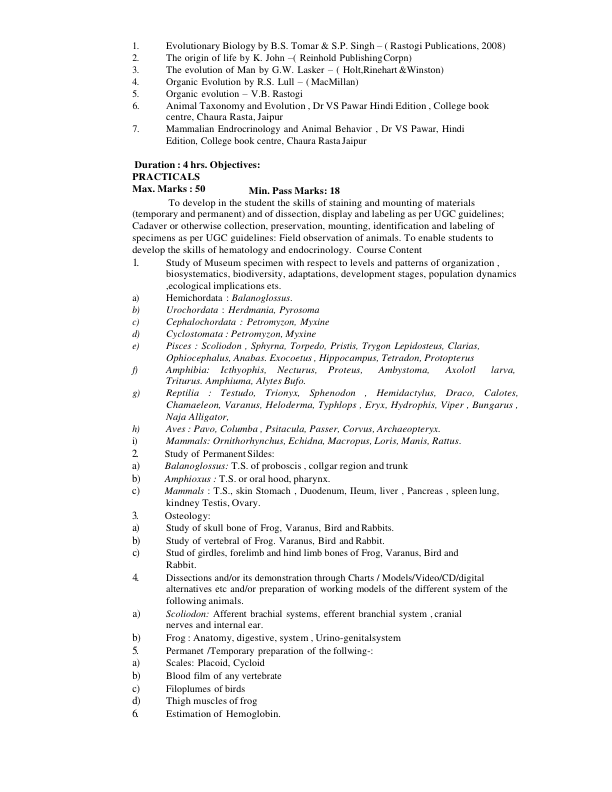 1. Evolutionary Biology by B.S. Tomar & S.P. Singh – ( Rastogi Publications, 2008)
2. The origin of life by K. John –( Reinhold PublishingCorpn)
3. The evolution of Man by G.W. Lasker – ( Holt,Rinehart &Winston)
4. Organic Evolution by R.S. Lull – ( MacMillan)
5. Organic evolution – V.B. Rastogi
6. Animal Taxonomy and Evolution , Dr VS Pawar Hindi Edition , College book
centre, Chaura Rasta, Jaipur
7. Mammalian Endrocrinology and Animal Behavior , Dr VS Pawar, Hindi
Edition, College book centre, Chaura Rasta Jaipur
Duration : 4 hrs. Objectives:
PRACTICALS
Max. Marks : 50 Min. Pass Marks: 18
To develop in the student the skills of staining and mounting of materials
(temporary and permanent) and of dissection, display and labeling as per UGC guidelines;
Cadaver or otherwise collection, preservation, mounting, identification and labeling of
specimens as per UGC guidelines: Field observation of animals. To enable students to
develop the skills of hematology and endocrinology. Course Content
1. Study of Museum specimen with respect to levels and patterns of organization ,
biosystematics, biodiversity, adaptations, development stages, population dynamics
,ecological implications ets.
a) Hemichordata : Balanoglossus.
b) Urochordata : Herdmania, Pyrosoma
c) Cephalochordata : Petromyzon, Myxine
d) Cyclostomata : Petromyzon, Myxine
e) Pisces : Scoliodon , Sphyrna, Torpedo, Pristis, Trygon Lepidosteus, Clarias,
Ophiocephalus, Anabas. Exocoetus , Hippocampus, Tetradon, Protopterus
f) Amphibia: Icthyophis, Necturus, Proteus, Ambystoma, Axolotl larva,
Triturus. Amphiuma, Alytes Bufo.
g) Reptilia : Testudo, Trionyx, Sphenodon , Hemidactylus, Draco, Calotes,
Chamaeleon, Varanus, Heloderma, Typhlops , Eryx, Hydrophis, Viper , Bungarus ,
Naja Alligator,
h) Aves : Pavo, Columba , Psitacula, Passer, Corvus, Archaeopteryx.
i) Mammals: Ornithorhynchus, Echidna, Macropus, Loris, Manis, Rattus.
2. Study of Permanent Sildes:
a) Balanoglossus: T.S. of proboscis , collgar region and trunk
b) Amphioxus : T.S. or oral hood, pharynx.
c) Mammals : T.S., skin Stomach , Duodenum, IIeum, liver , Pancreas , spleen lung,
kindney Testis, Ovary.
3. Osteology:
a) Study of skull bone of Frog, Varanus, Bird and Rabbits.
b) Study of vertebral of Frog. Varanus, Bird and Rabbit.
c) Stud of girdles, forelimb and hind limb bones of Frog, Varanus, Bird and
Rabbit.
4. Dissections and/or its demonstration through Charts / Models/Video/CD/digital
alternatives etc and/or preparation of working models of the different system of the
following animals.
a) Scoliodon: Afferent brachial systems, efferent branchial system , cranial
nerves and internal ear.
b) Frog : Anatomy, digestive, system , Urino-genitalsystem
5. Permanet /Temporary preparation of the follwing-:
a) Scales: Placoid, Cycloid
b) Blood film of any vertebrate
c) Filoplumes of birds
d) Thigh muscles of frog
6. Estimation of Hemoglobin.